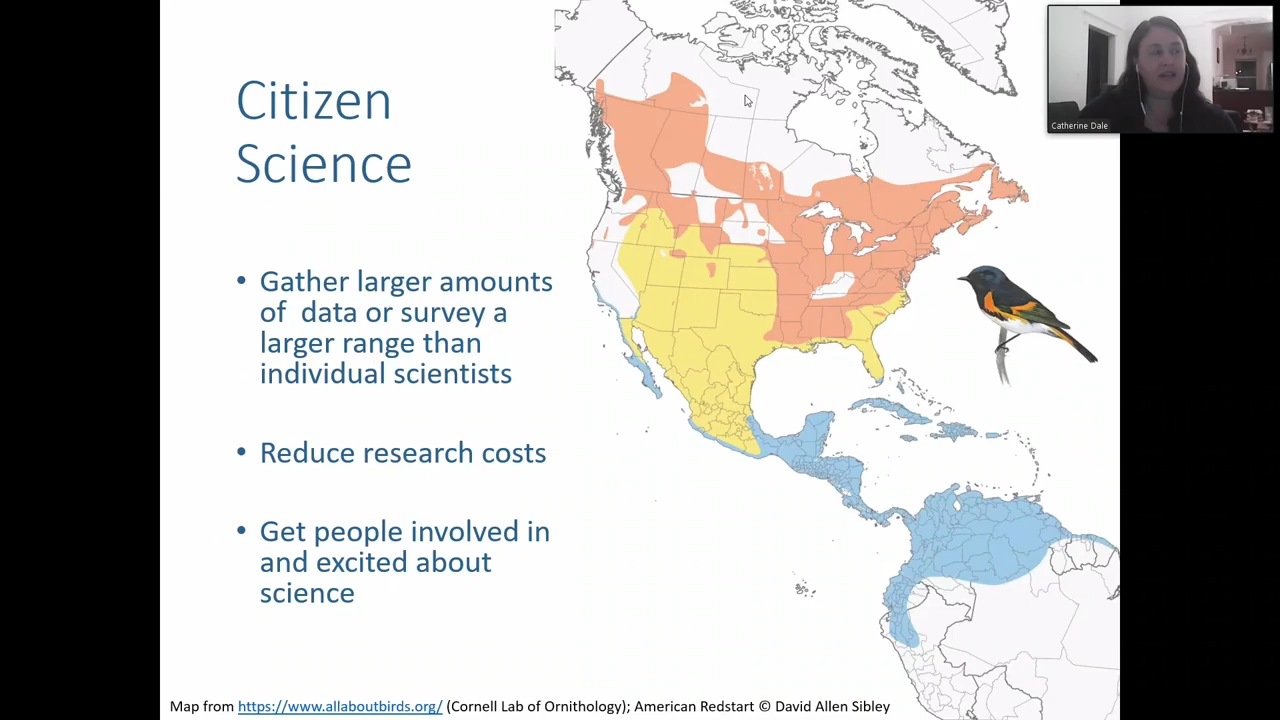 Citizen
Science
• Gather larger amounts
of  data or survey a
larger range than
individual scientists
• Reduce research costs
• Get people involved in
and excited about
science
Map from https://www.allaboutbirds.org/ (Cornell Lab of Ornithology); American Redstart © David Allen Sibley
Catherine Dale